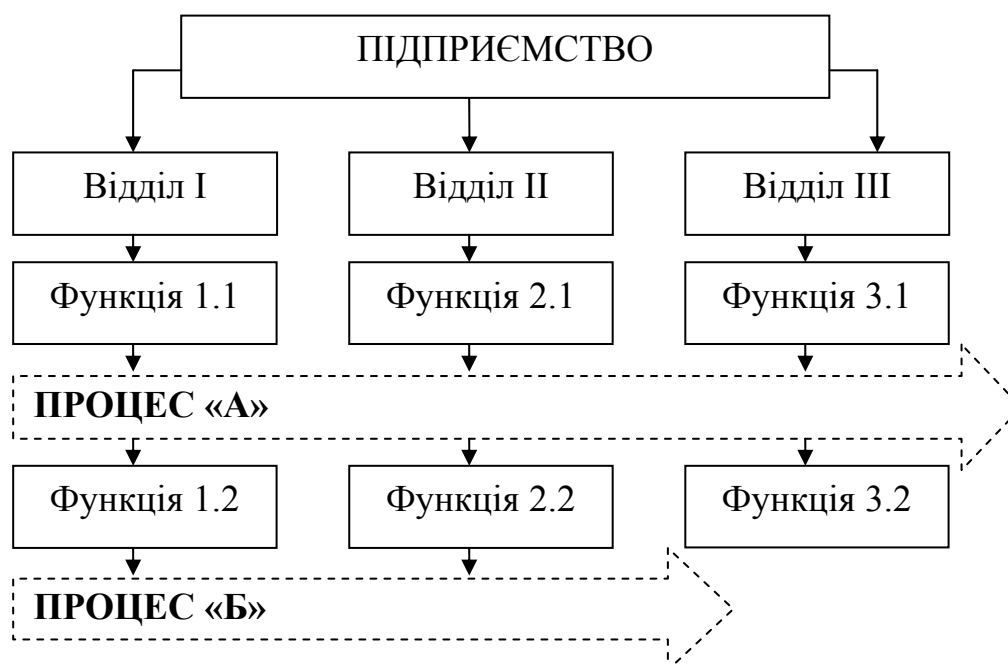 ПІДПРИЄМСТВО
Відділ І
Відділ ІІ
Відділ ІІІ
Функція 1.1
Функція 2.1
Функція 3.1
ПРОЦЕС «А»
Функція 1.2
Функція 2.2
Функція 3.2
ПРОЦЕС «Б»